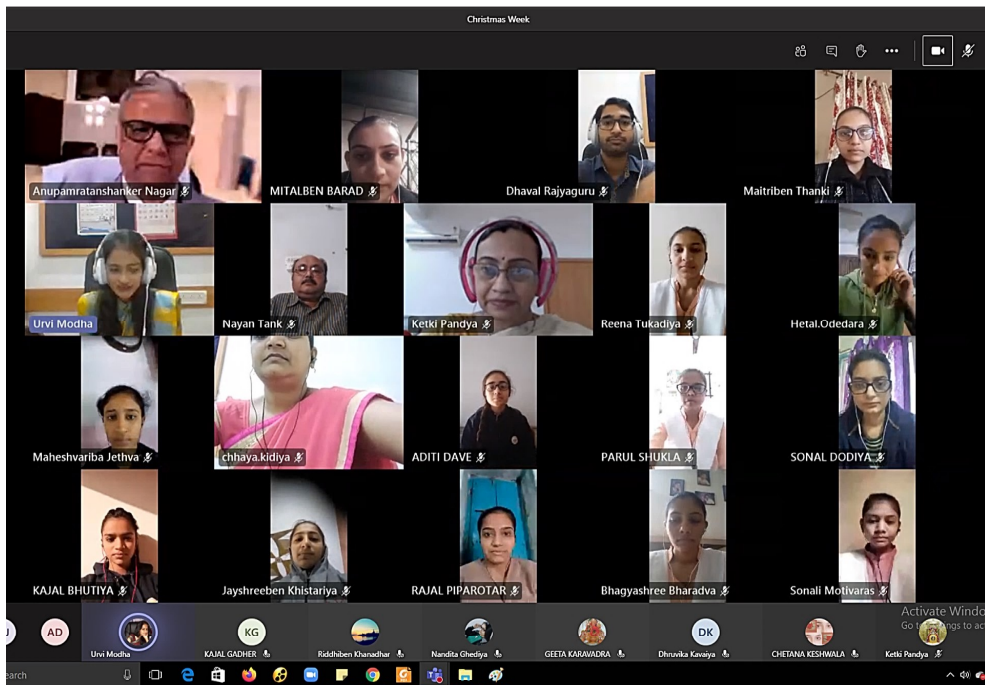 Christmas Week
Anupamratanshanker Nagar
MITALBEN BARAD
Dhaval Rajyaguru
Maitriben Thanki
Urvi Modha
Nayan Tank
Ketki Pandya
Reena Tukadiya
Hetal.Odedara
Maheshvariba Jethva
chhaya.kidiya
ADITI DAVE
PARUL SHUKLA
SONAL DODIYA
KAJAL BHUTIYA
Jayshreeben Khistariya
RAJAL PIPAROTAR
Bhagyashree Bharadva
Sonali Motivaras
AD
KG
DK
Activate Windo
Urvi Modha
KAJAL GADHER
Riddhiben Khanadhar
Nandita Ghediya
GEETA KARAVADRA
Dhruvika Kavaiya
CHETANA KESHWALA
Ketki Pandya
earch